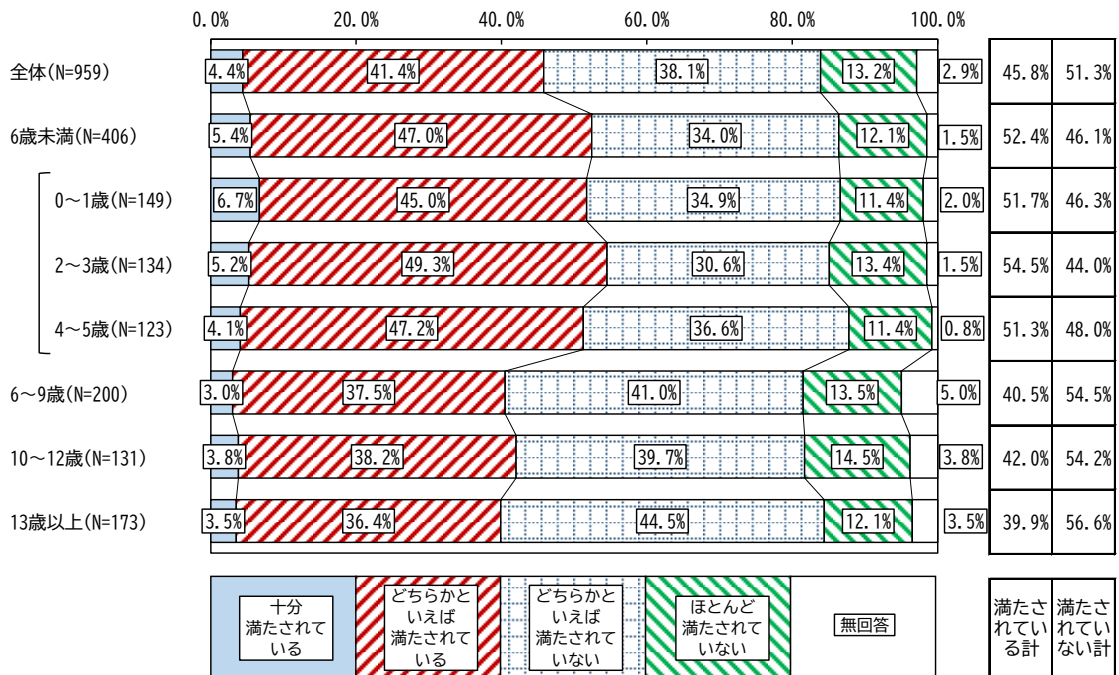 0.0% 20.0% 40.0% 60.0% 80.0% 100.0%
全体(N=959) 4.4% 41.4% 38.1% 13.2% 2.9% 45.8% 51.3%
6歳未満(N=406) 5.4% 47.0% 34.0% 12.1% 1.5% 52.4% 46.1%
0～1歳(N=149) 6.7% 45.0% 34.9% 11.4% 2.0% 51.7% 46.3%
2～3歳(N=134) 5.2% 49.3% 30.6% 13.4% 1.5% 54.5% 44.0%
4～5歳(N=123) 4.1% 47.2% 36.6% 11.4% 0.8% 51.3% 48.0%
6～9歳(N=200) 3.0% 37.5% 41.0% 13.5% 5.0% 40.5% 54.5%
10～12歳(N=131) 3.8% 38.2% 39.7% 14.5% 3.8% 42.0% 54.2%
13歳以上(N=173) 3.5% 36.4% 44.5% 12.1% 3.5% 39.9% 56.6%
十分
満たされて
いる
どちらかと
いえば
満たされて
いる
どちらかと
いえば
満たされて
いない
ほとんど
満たされて
いない
無回答
満たさ
れてい
る計
満たさ
れてい
ない計